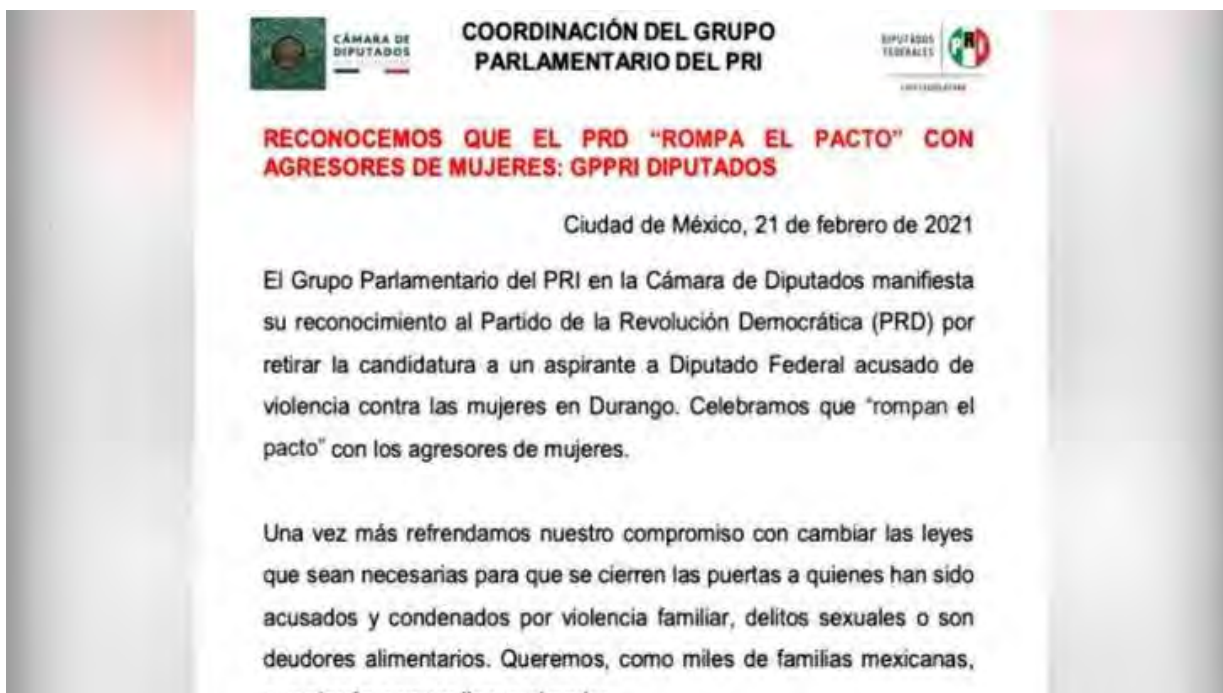 CÁMARA DE
DIPUTADOS
COORDINACIÓN DEL GRUPO
PARLAMENTARIO DEL PRI
DIPUTADOS
FEDERALES
PRI
RECONOCEMOS QUE EL PRD “ROMPA EL PACTO” CON
AGRESORES DE MUJERES: GPPRI DIPUTADOS
Ciudad de México, 21 de febrero de 2021
El Grupo Parlamentario del PRI en la Cámara de Diputados manifiesta
su reconocimiento al Partido de la Revolución Democrática (PRD) por
retirar la candidatura a un aspirante a Diputado Federal acusado de
violencia contra las mujeres en Durango. Celebramos que “rompan el
pacto” con los agresores de mujeres.
Una vez más refrendamos nuestro compromiso con cambiar las leyes
que sean necesarias para que se cierren las puertas a quienes han sido
acusados y condenados por violencia familiar, delitos sexuales o son
deudores alimentarios. Queremos, como miles de familias mexicanas,